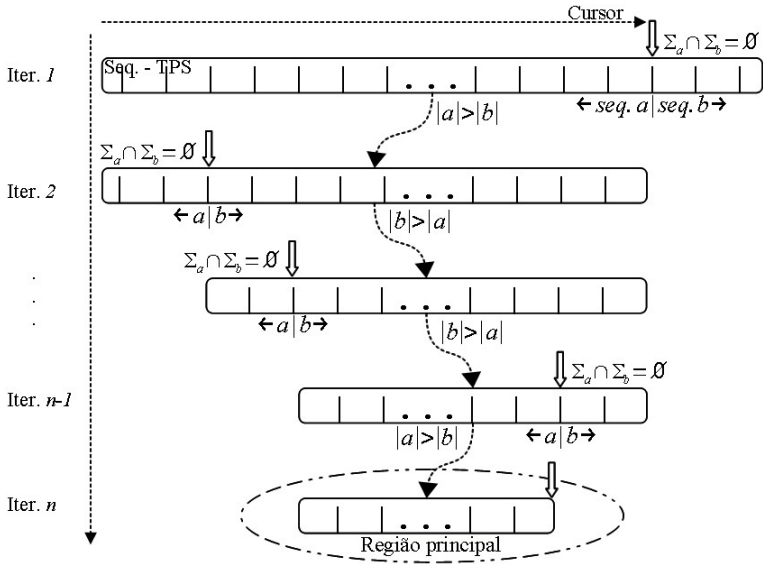 Cursor
Σa ∩ Σb = ∅
Iter. 1
Seq. - TPS
. . .
← seq. a|seq. b →
|a|>|b|
Σa ∩ Σb = ∅
Iter. 2
. . .
← a|b →
|b|>|a|
Σa ∩ Σb = ∅
.
.
.
. . .
← a|b →
|b|>|a|
Σa ∩ Σb = ∅
Iter. n-1
. . .
|a|>|b|
← a|b →
Iter. n
. . .
Região principal